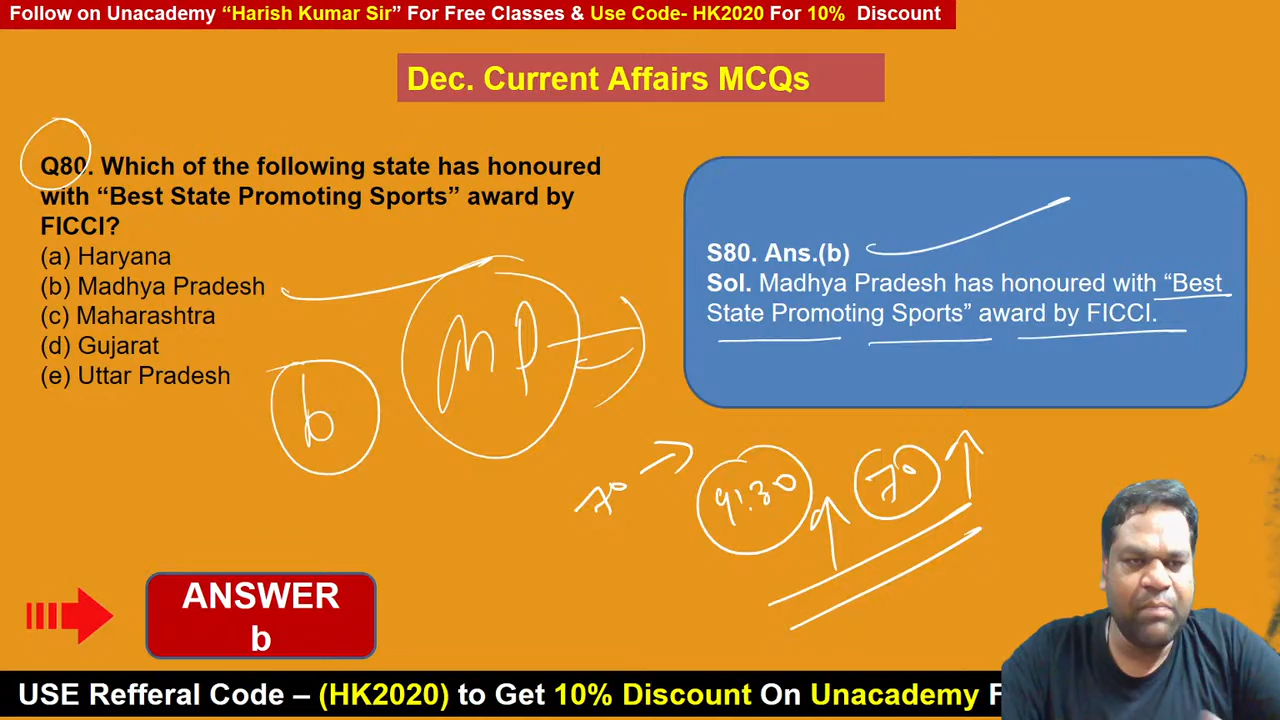 Follow on Unacademy “Harish Kumar Sir” For Free Classes & Use Code- HK2020 For 10% Discount
Dec. Current Affairs MCQs
Q80. Which of the following state has honoured
with “Best State Promoting Sports” award by
FICCI?
(a) Haryana
(b) Madhya Pradesh
(c) Maharashtra
(d) Gujarat
(e) Uttar Pradesh
S80. Ans.(b)
Sol. Madhya Pradesh has honoured with “Best
State Promoting Sports” award by FICCI.
MP
b
9:30
ANSWER
b
USE Refferal Code – (HK2020) to Get 10% Discount On Unacademy F